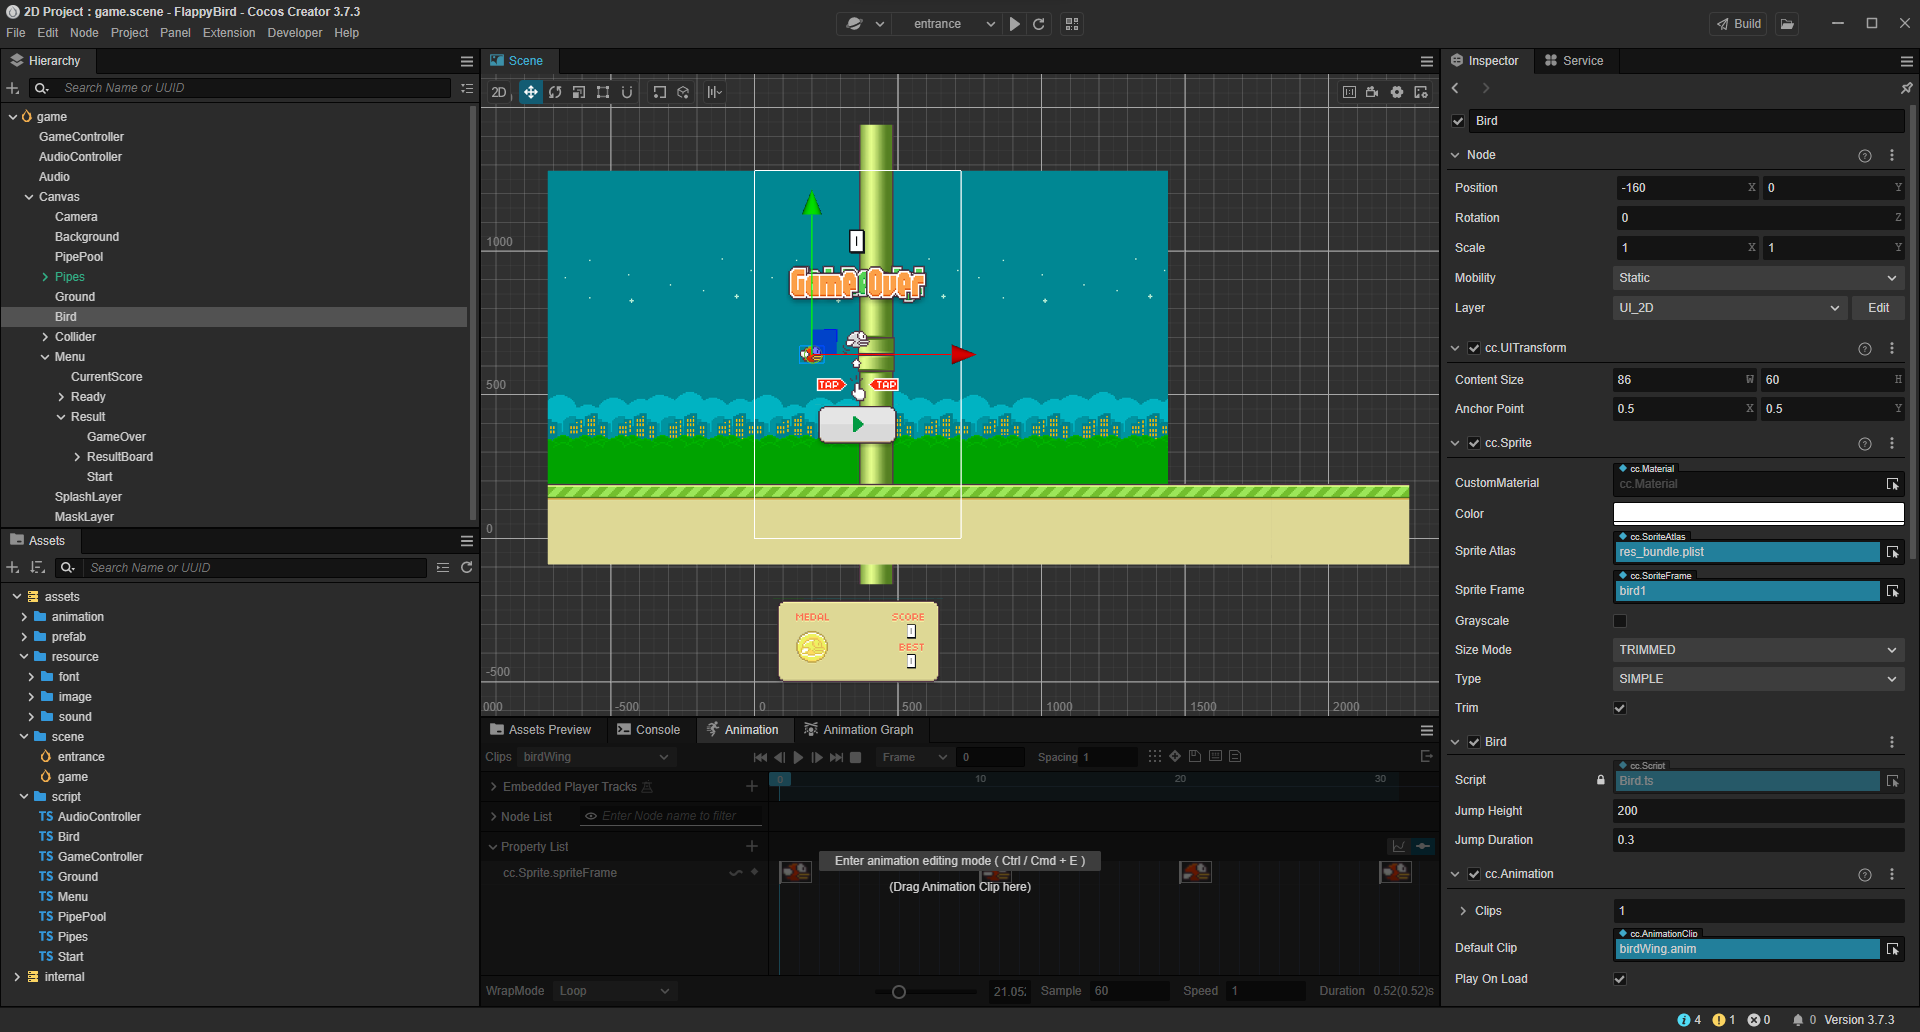 2D Project : game.scene - FlappyBird - Cocos Creator 3.7.3
File Edit Node Project Panel Extension Developer Help
entrance
Build
Hierarchy
Search Name or UUID
game
GameController
AudioController
Audio
Canvas
Camera
Background
PipePool
Pipes
Ground
Bird
Collider
Menu
CurrentScore
Ready
Result
GameOver
ResultBoard
Start
SplashLayer
MaskLayer
Assets
Search Name or UUID
assets
animation
prefab
resource
font
image
sound
scene
entrance
game
script
TS AudioController
TS Bird
TS GameController
TS Ground
TS Menu
TS PipePool
TS Pipes
TS Start
internal
Scene
2D
1000
500
0
-500
000 -500 0 500 1000 1500 2000
Game Over
TAP TAP
MEDAL SCORE
BEST
Assets Preview Console Animation Animation Graph
Clips birdWing Frame 0 Spacing 1
Embedded Player Tracks
0 10 20 30
Node List Enter Node name to filter
Property List
cc.Sprite.spriteFrame
Enter animation editing mode ( Ctrl / Cmd + E )
(Drag Animation Clip here)
WrapMode Loop 21.05 Sample 60 Speed 1 Duration 0.52(0.52)s
Inspector Service
Bird
Node
Position -160 X 0 Y
Rotation 0 Z
Scale 1 X 1 Y
Mobility Static
Layer UI_2D Edit
cc.UITransform
Content Size 86 W 60 H
Anchor Point 0.5 X 0.5 Y
cc.Sprite
cc.Material
CustomMaterial cc.Material
Color
cc.SpriteAtlas
Sprite Atlas res_bundle.plist
cc.SpriteFrame
Sprite Frame bird1
Grayscale
Size Mode TRIMMED
Type SIMPLE
Trim
Bird
cc.Script
Script Bird.ts
Jump Height 200
Jump Duration 0.3
cc.Animation
Clips 1
cc.AnimationClip
Default Clip birdWing.anim
Play On Load
4 1 0 0 Version 3.7.3